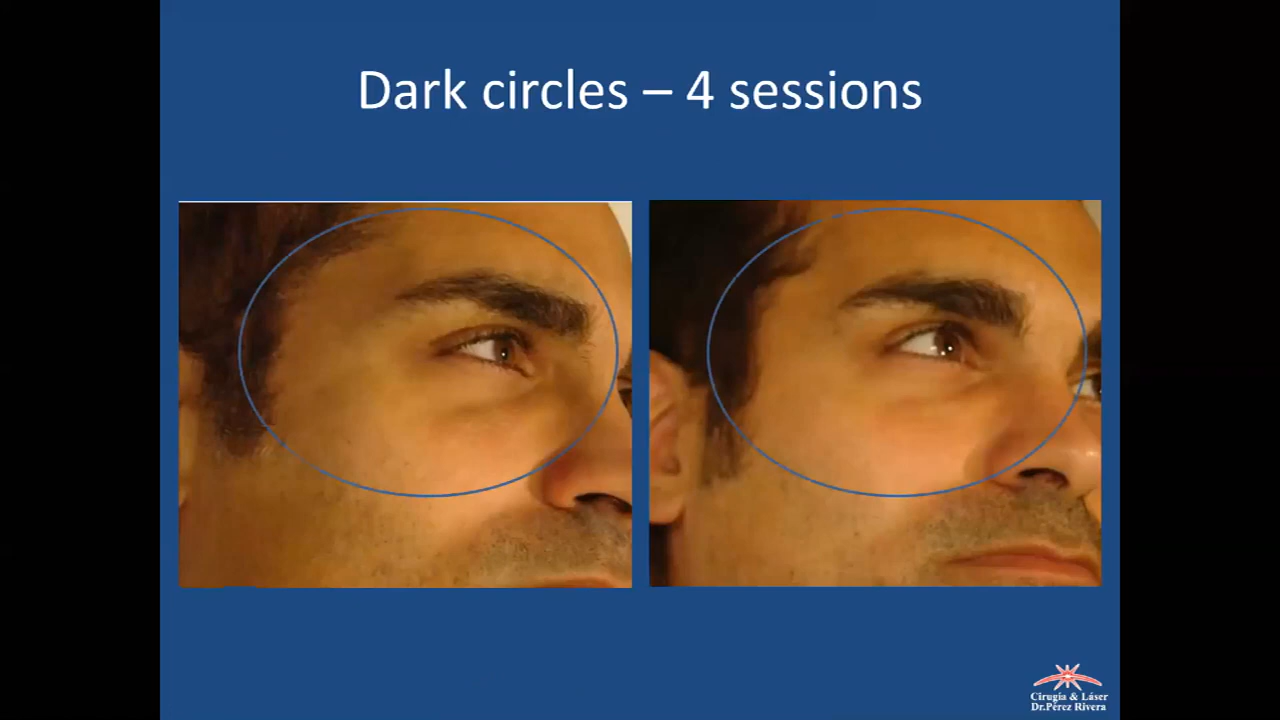 Dark circles – 4 sessions
Cirugía & Láser
Dr.Pérez Rivera